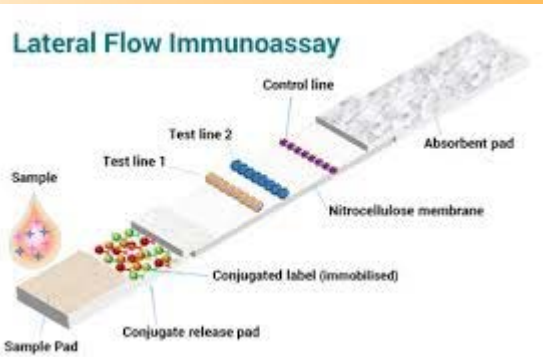 Lateral Flow Immunoassay
Control line
Test line 2
Absorbent pad
Test line 1
Sample
Nitrocellulose membrane
Conjugated label (immobilised)
Conjugate release pad
Sample Pad